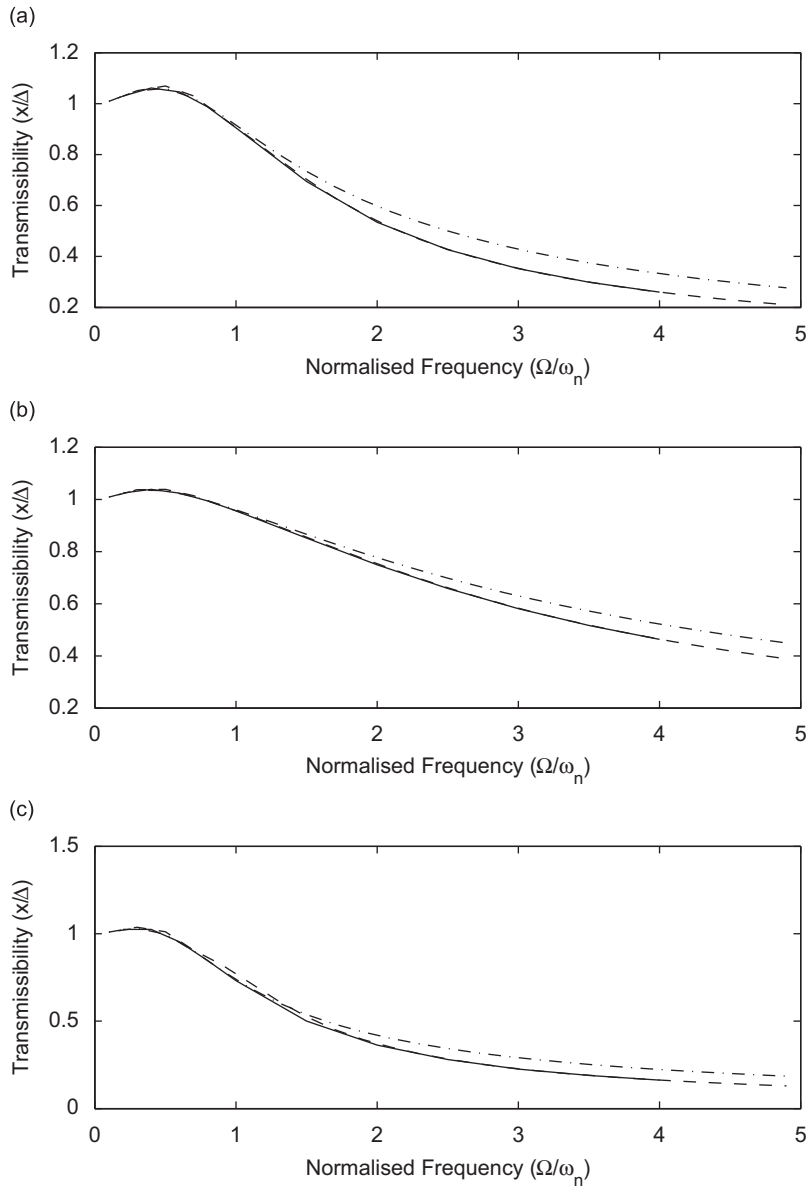 (a)
1.2
1
0.8
0.6
0.4
0.2
Transmissibility (x/Δ)
0 1 2 3 4 5
Normalised Frequency (Ω/ωn)
(b)
1.2
1
0.8
0.6
0.4
0.2
Transmissibility (x/Δ)
0 1 2 3 4 5
Normalised Frequency (Ω/ωn)
(c)
1.5
1
0.5
0
Transmissibility (x/Δ)
0 1 2 3 4 5
Normalised Frequency (Ω/ωn)